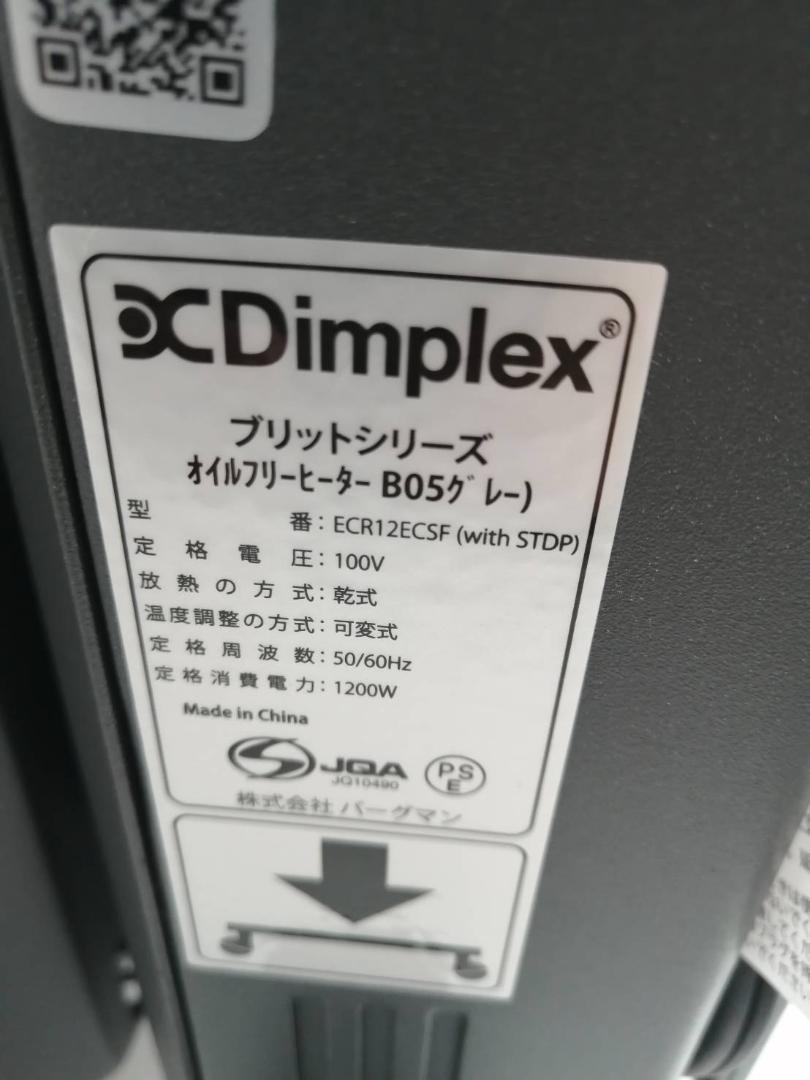 Dimplex®
ブリットシリーズ
オイルフリーヒーター B05グレー)
型 番：ECR12ECSF (with STDP)
定格電圧：100V
放熱の方式：乾式
温度調整の方式：可変式
定格周波数：50/60Hz
定格消費電力：1200W
Made in China
JQA
JQ10490
PS
E
株式会社 バーグマン